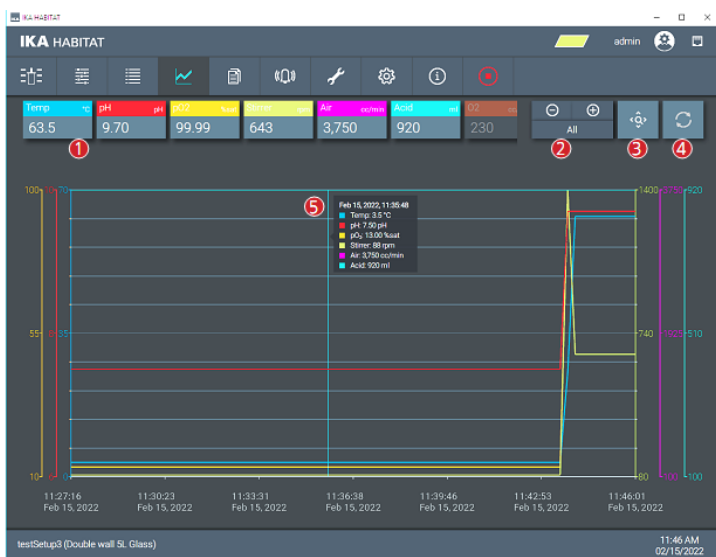 IKA HABITAT
IKA HABITAT
admin
Temp °C
pH pH
pO2 %sat
Stirrer rpm
Air cc/min
Acid ml
O2
63.5
9.70
99.99
643
3,750
920
230
All
1
2
3
4
5
Feb 15, 2022, 11:35:48
Temp: 3.5 °C
pH: 7.50 pH
pO₂: 13.00 %sat
Stirrer: 88 rpm
Air: 3,750 cc/min
Acid: 920 ml
100
70
1400
3750
920
55
35
740
1925
510
10
0
80
100
100
11:27:16
Feb 15, 2022
11:30:23
Feb 15, 2022
11:33:31
Feb 15, 2022
11:36:38
Feb 15, 2022
11:39:46
Feb 15, 2022
11:42:53
Feb 15, 2022
11:46:01
Feb 15, 2022
testSetup3 (Double wall 5L Glass)
11:46 AM
02/15/2022